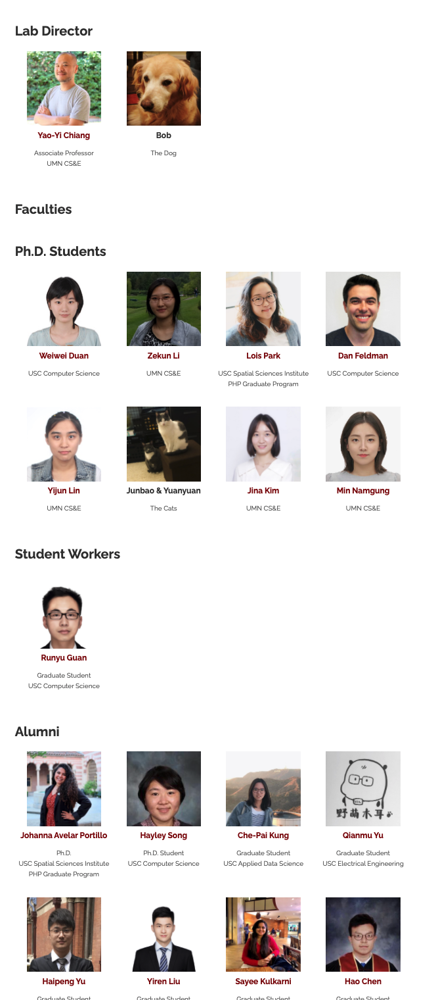 Lab Director
Yao-Yi Chiang
Bob
Associate Professor
UMN CS&E
The Dog
Faculties
Ph.D. Students
Weiwei Duan
Zekun Li
Lois Park
Dan Feldman
USC Computer Science
UMN CS&E
USC Spatial Sciences Institute
PHP Graduate Program
USC Computer Science
Yijun Lin
Junbao & Yuanyuan
Jina Kim
Min Namgung
UMN CS&E
The Cats
UMN CS&E
UMN CS&E
Student Workers
Runyu Guan
Graduate Student
USC Computer Science
Alumni
野萌木耳
Johanna Avelar Portillo
Hayley Song
Che-Pai Kung
Qianmu Yu
Ph.D.
USC Spatial Sciences Institute
PHP Graduate Program
Ph.D. Student
USC Computer Science
Graduate Student
USC Applied Data Science
Graduate Student
USC Electrical Engineering
Haipeng Yu
Yiren Liu
Sayee Kulkarni
Hao Chen
Graduate Student
Graduate Student
Graduate Student
Graduate Student